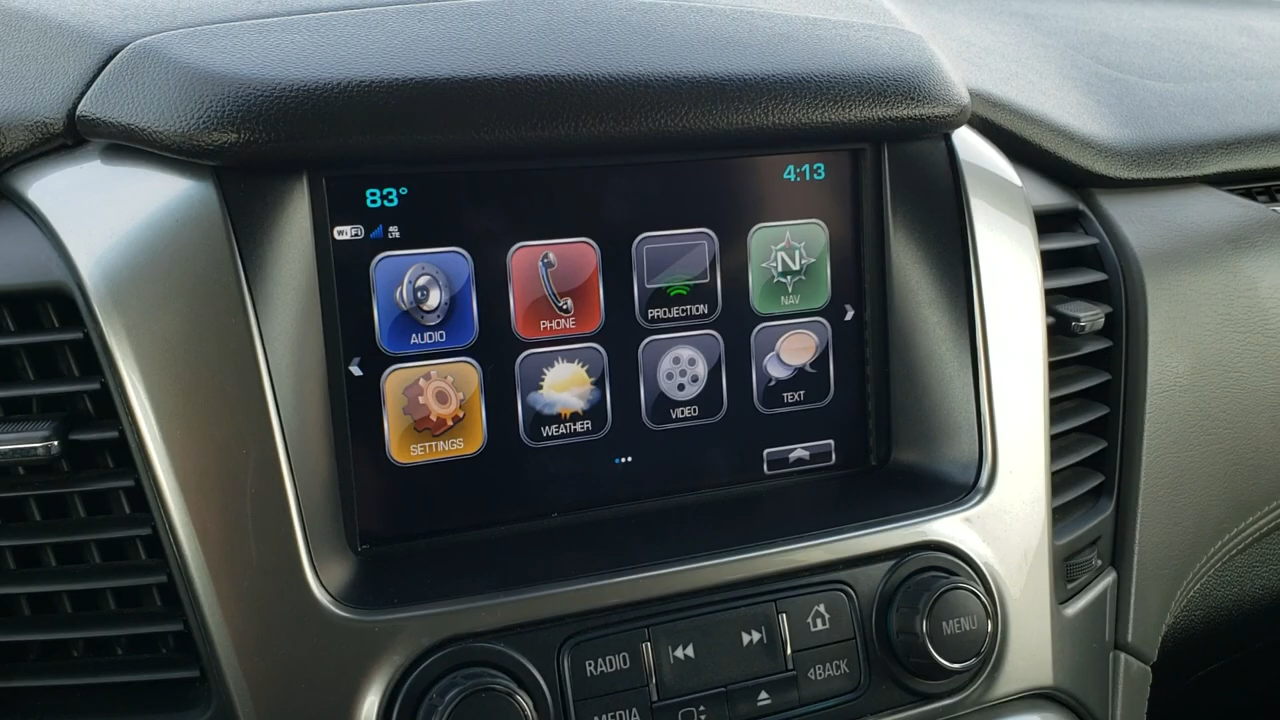 83°
4:13
WiFi
4G
LTE
AUDIO
PHONE
PROJECTION
N
NAV
SETTINGS
WEATHER
VIDEO
TEXT
RADIO
MENU
BACK
MEDIA